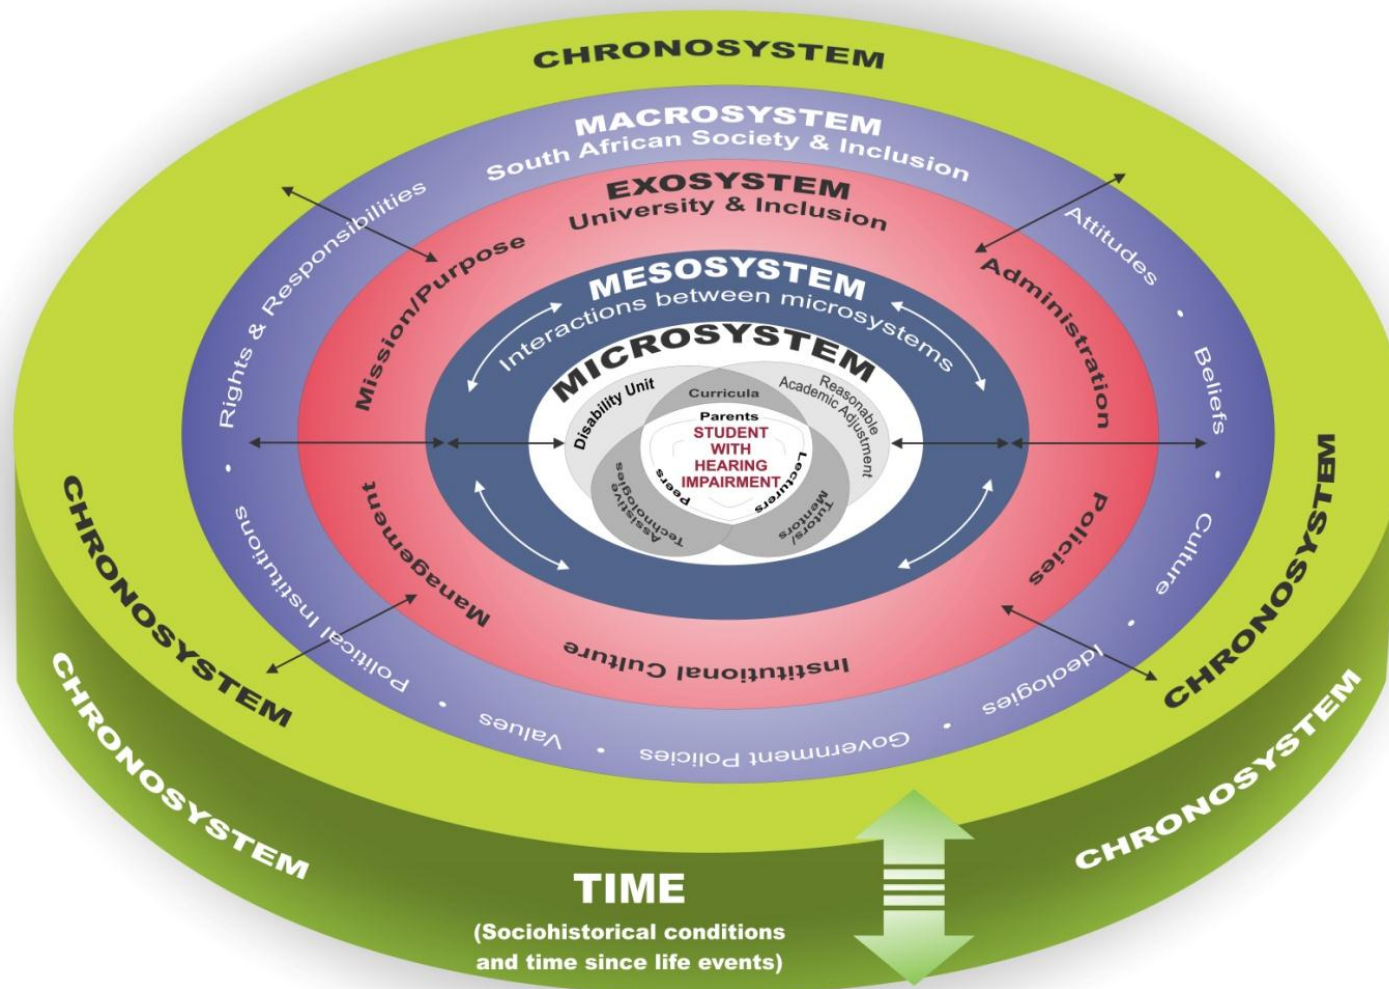 CHRONOSYSTEM
MACROSYSTEM
South African Society & Inclusion
EXOSYSTEM
University & Inclusion
MESOSYSTEM
Interactions between microsystems
MICROSYSTEM
Disability Unit
Curricula
Reasonable
Academic Adjustment
Parents
STUDENT
WITH
HEARING
IMPAIRMENT
Peers
Lecturers
Assistive
Technologies
Tutors/
Mentors
Mission/Purpose
Administration
Management
Policies
Institutional Culture
Rights & Responsibilities
Attitudes • Beliefs • Culture • Ideologies • Government Policies • Values • Political Institutions •
CHRONOSYSTEM
CHRONOSYSTEM
CHRONOSYSTEM
CHRONOSYSTEM
TIME
(Sociohistorical conditions
and time since life events)